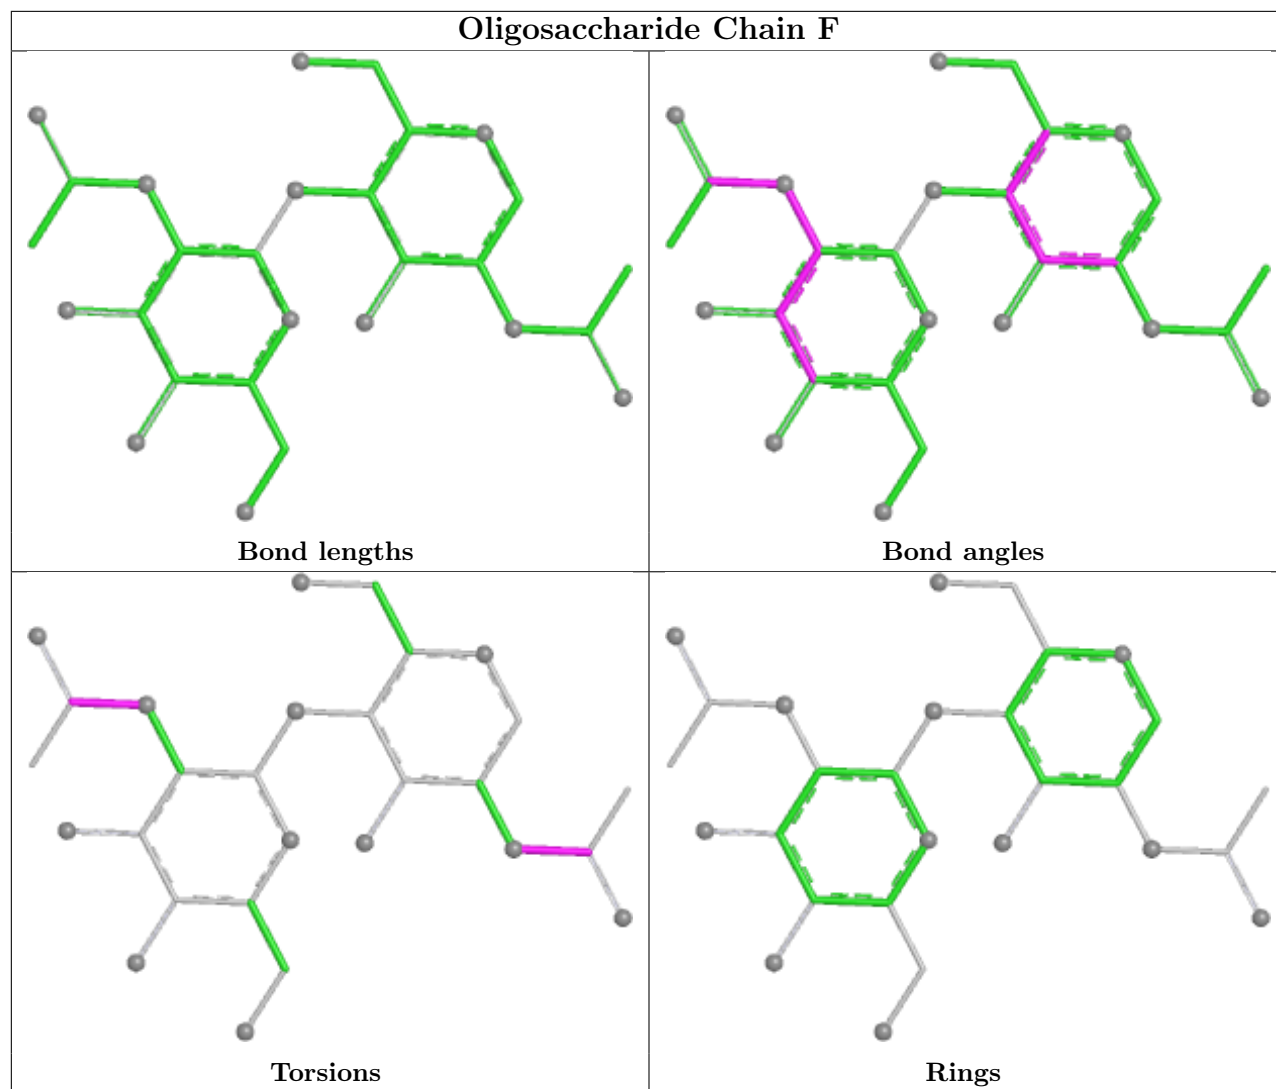 Oligosaccharide Chain F
Bond lengths
Bond angles
Torsions
Rings